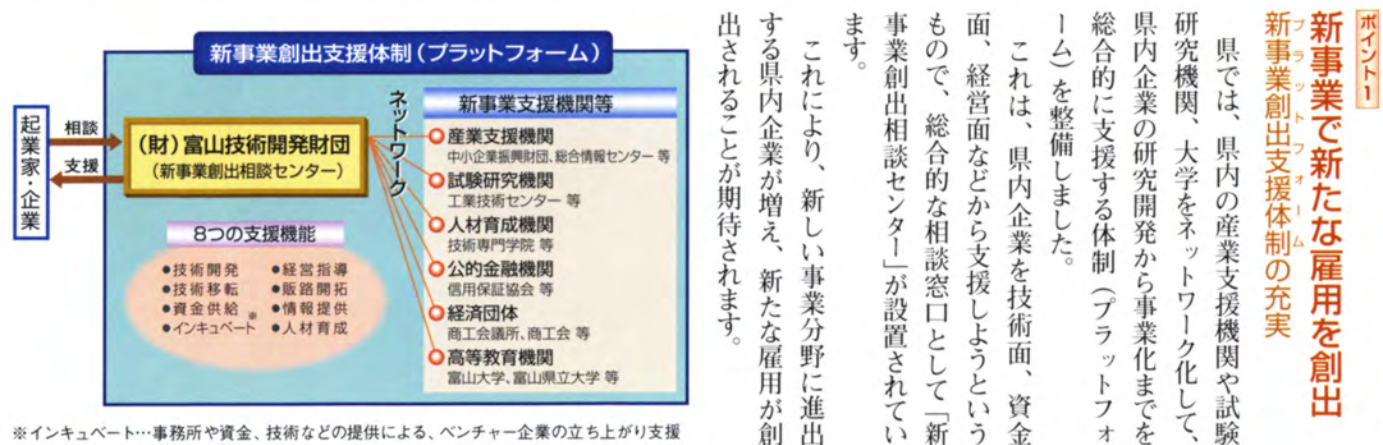 ポイント1
新事業で新たな雇用を創出
新事業創出支援体制の充実
プラットフォーム
県では、県内の産業支援機関や試験
研究機関、大学をネットワーク化して、
県内企業の研究開発から事業化までを
総合的に支援する体制（プラットフォ
ーム）を整備しました。
これは、県内企業を技術面、資金
面、経営面などから支援しようという
もので、総合的な相談窓口として「新
事業創出相談センター」が設置されてい
ます。
これにより、新しい事業分野に進出
する県内企業が増え、新たな雇用が創
出されることが期待されます。
新事業創出支援体制（プラットフォーム）
起業家・企業
相談
支援
（財）富山技術開発財団
（新事業創出相談センター）
ネットワーク
8つの支援機能
●技術開発
●技術移転
●資金供給
●インキュベート※
●経営指導
●販路開拓
●情報提供
●人材育成
新事業支援機関等
産業支援機関
中小企業振興財団、総合情報センター 等
試験研究機関
工業技術センター 等
人材育成機関
技術専門学院 等
公的金融機関
信用保証協会 等
経済団体
商工会議所、商工会 等
高等教育機関
富山大学、富山県立大学 等
※インキュベート…事務所や資金、技術などの提供による、ベンチャー企業の立ち上がり支援